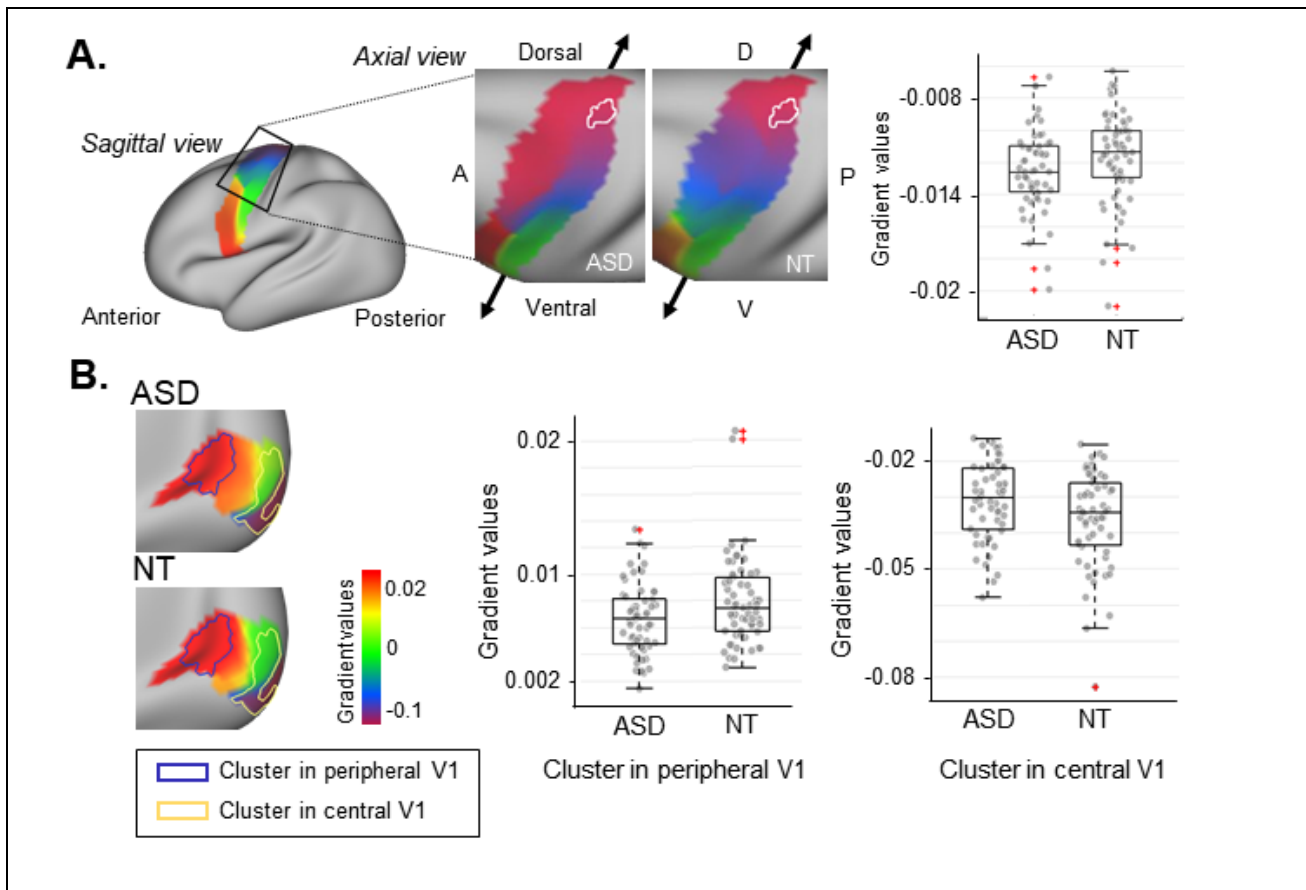 A.
Axial view
Dorsal
D
Sagittal view
A
P
ASD
NT
Anterior
Posterior
Ventral
V
Gradient values
-0.008
-0.014
-0.02
ASD
NT
B.
ASD
NT
Gradient values
0.02
0
-0.1
Cluster in peripheral V1
Cluster in central V1
Gradient values
0.02
0.01
0.002
ASD
NT
Cluster in peripheral V1
Gradient values
-0.02
-0.05
-0.08
ASD
NT
Cluster in central V1